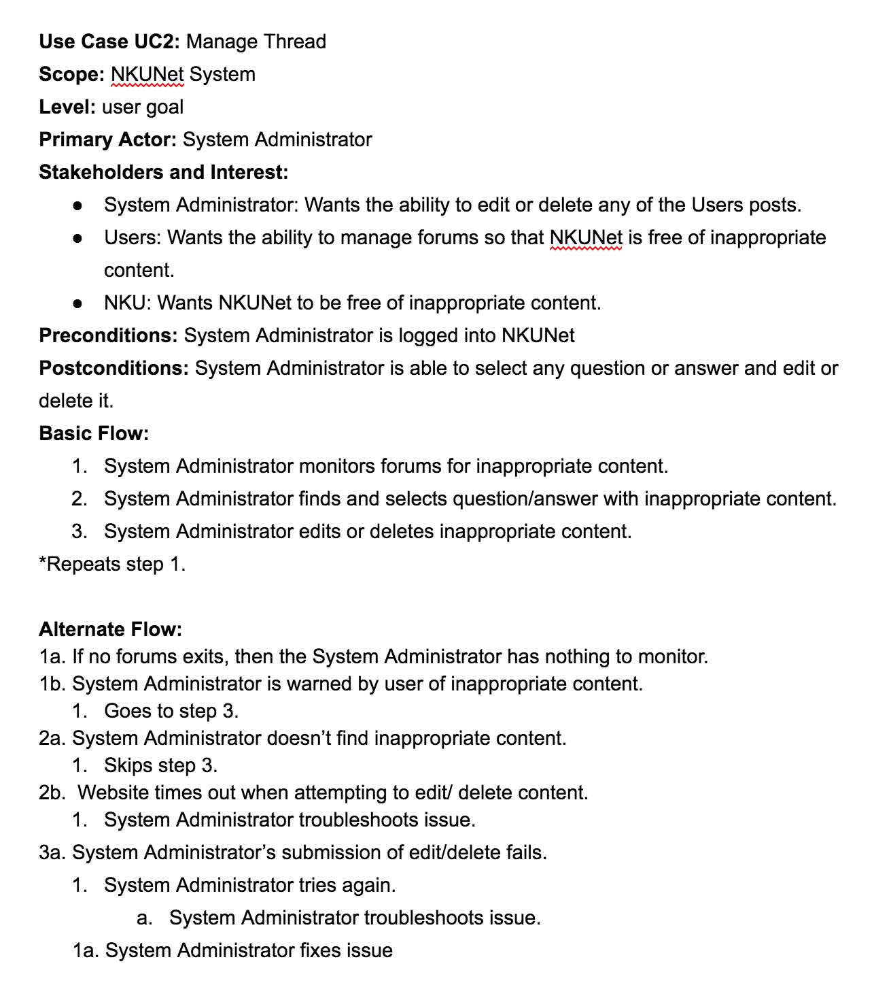 Use Case UC2: Manage Thread
Scope: NKUNet System
Level: user goal
Primary Actor: System Administrator
Stakeholders and Interest:
● System Administrator: Wants the ability to edit or delete any of the Users posts.
● Users: Wants the ability to manage forums so that NKUNet is free of inappropriate
content.
● NKU: Wants NKUNet to be free of inappropriate content.
Preconditions: System Administrator is logged into NKUNet
Postconditions: System Administrator is able to select any question or answer and edit or
delete it.
Basic Flow:
1. System Administrator monitors forums for inappropriate content.
2. System Administrator finds and selects question/answer with inappropriate content.
3. System Administrator edits or deletes inappropriate content.
*Repeats step 1.
Alternate Flow:
1a. If no forums exits, then the System Administrator has nothing to monitor.
1b. System Administrator is warned by user of inappropriate content.
1. Goes to step 3.
2a. System Administrator doesn’t find inappropriate content.
1. Skips step 3.
2b. Website times out when attempting to edit/ delete content.
1. System Administrator troubleshoots issue.
3a. System Administrator’s submission of edit/delete fails.
1. System Administrator tries again.
a. System Administrator troubleshoots issue.
1a. System Administrator fixes issue